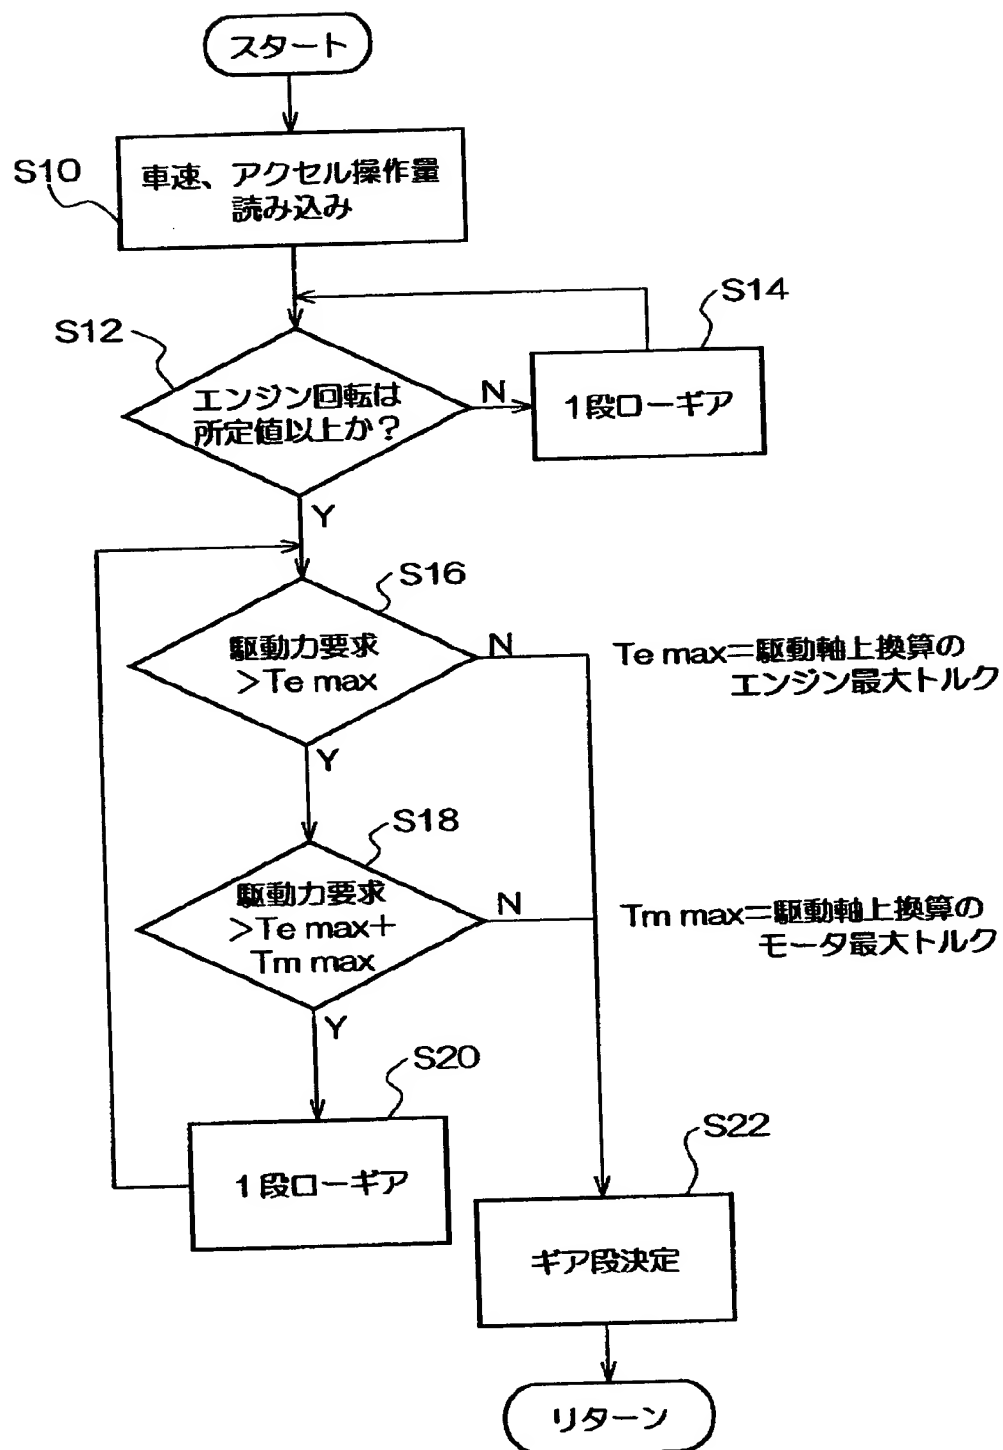 スタート
S10
車速、アクセル操作量
読み込み
S14
S12
エンジン回転は
所定値以上か？
N
1段ローギア
Y
S16
駆動力要求
＞Te max
N
Te max＝駆動軸上換算の
エンジン最大トルク
Y
S18
駆動力要求
＞Te max＋
Tm max
N
Tm max＝駆動軸上換算の
モータ最大トルク
Y
S20
1段ローギア
S22
ギア段決定
リターン